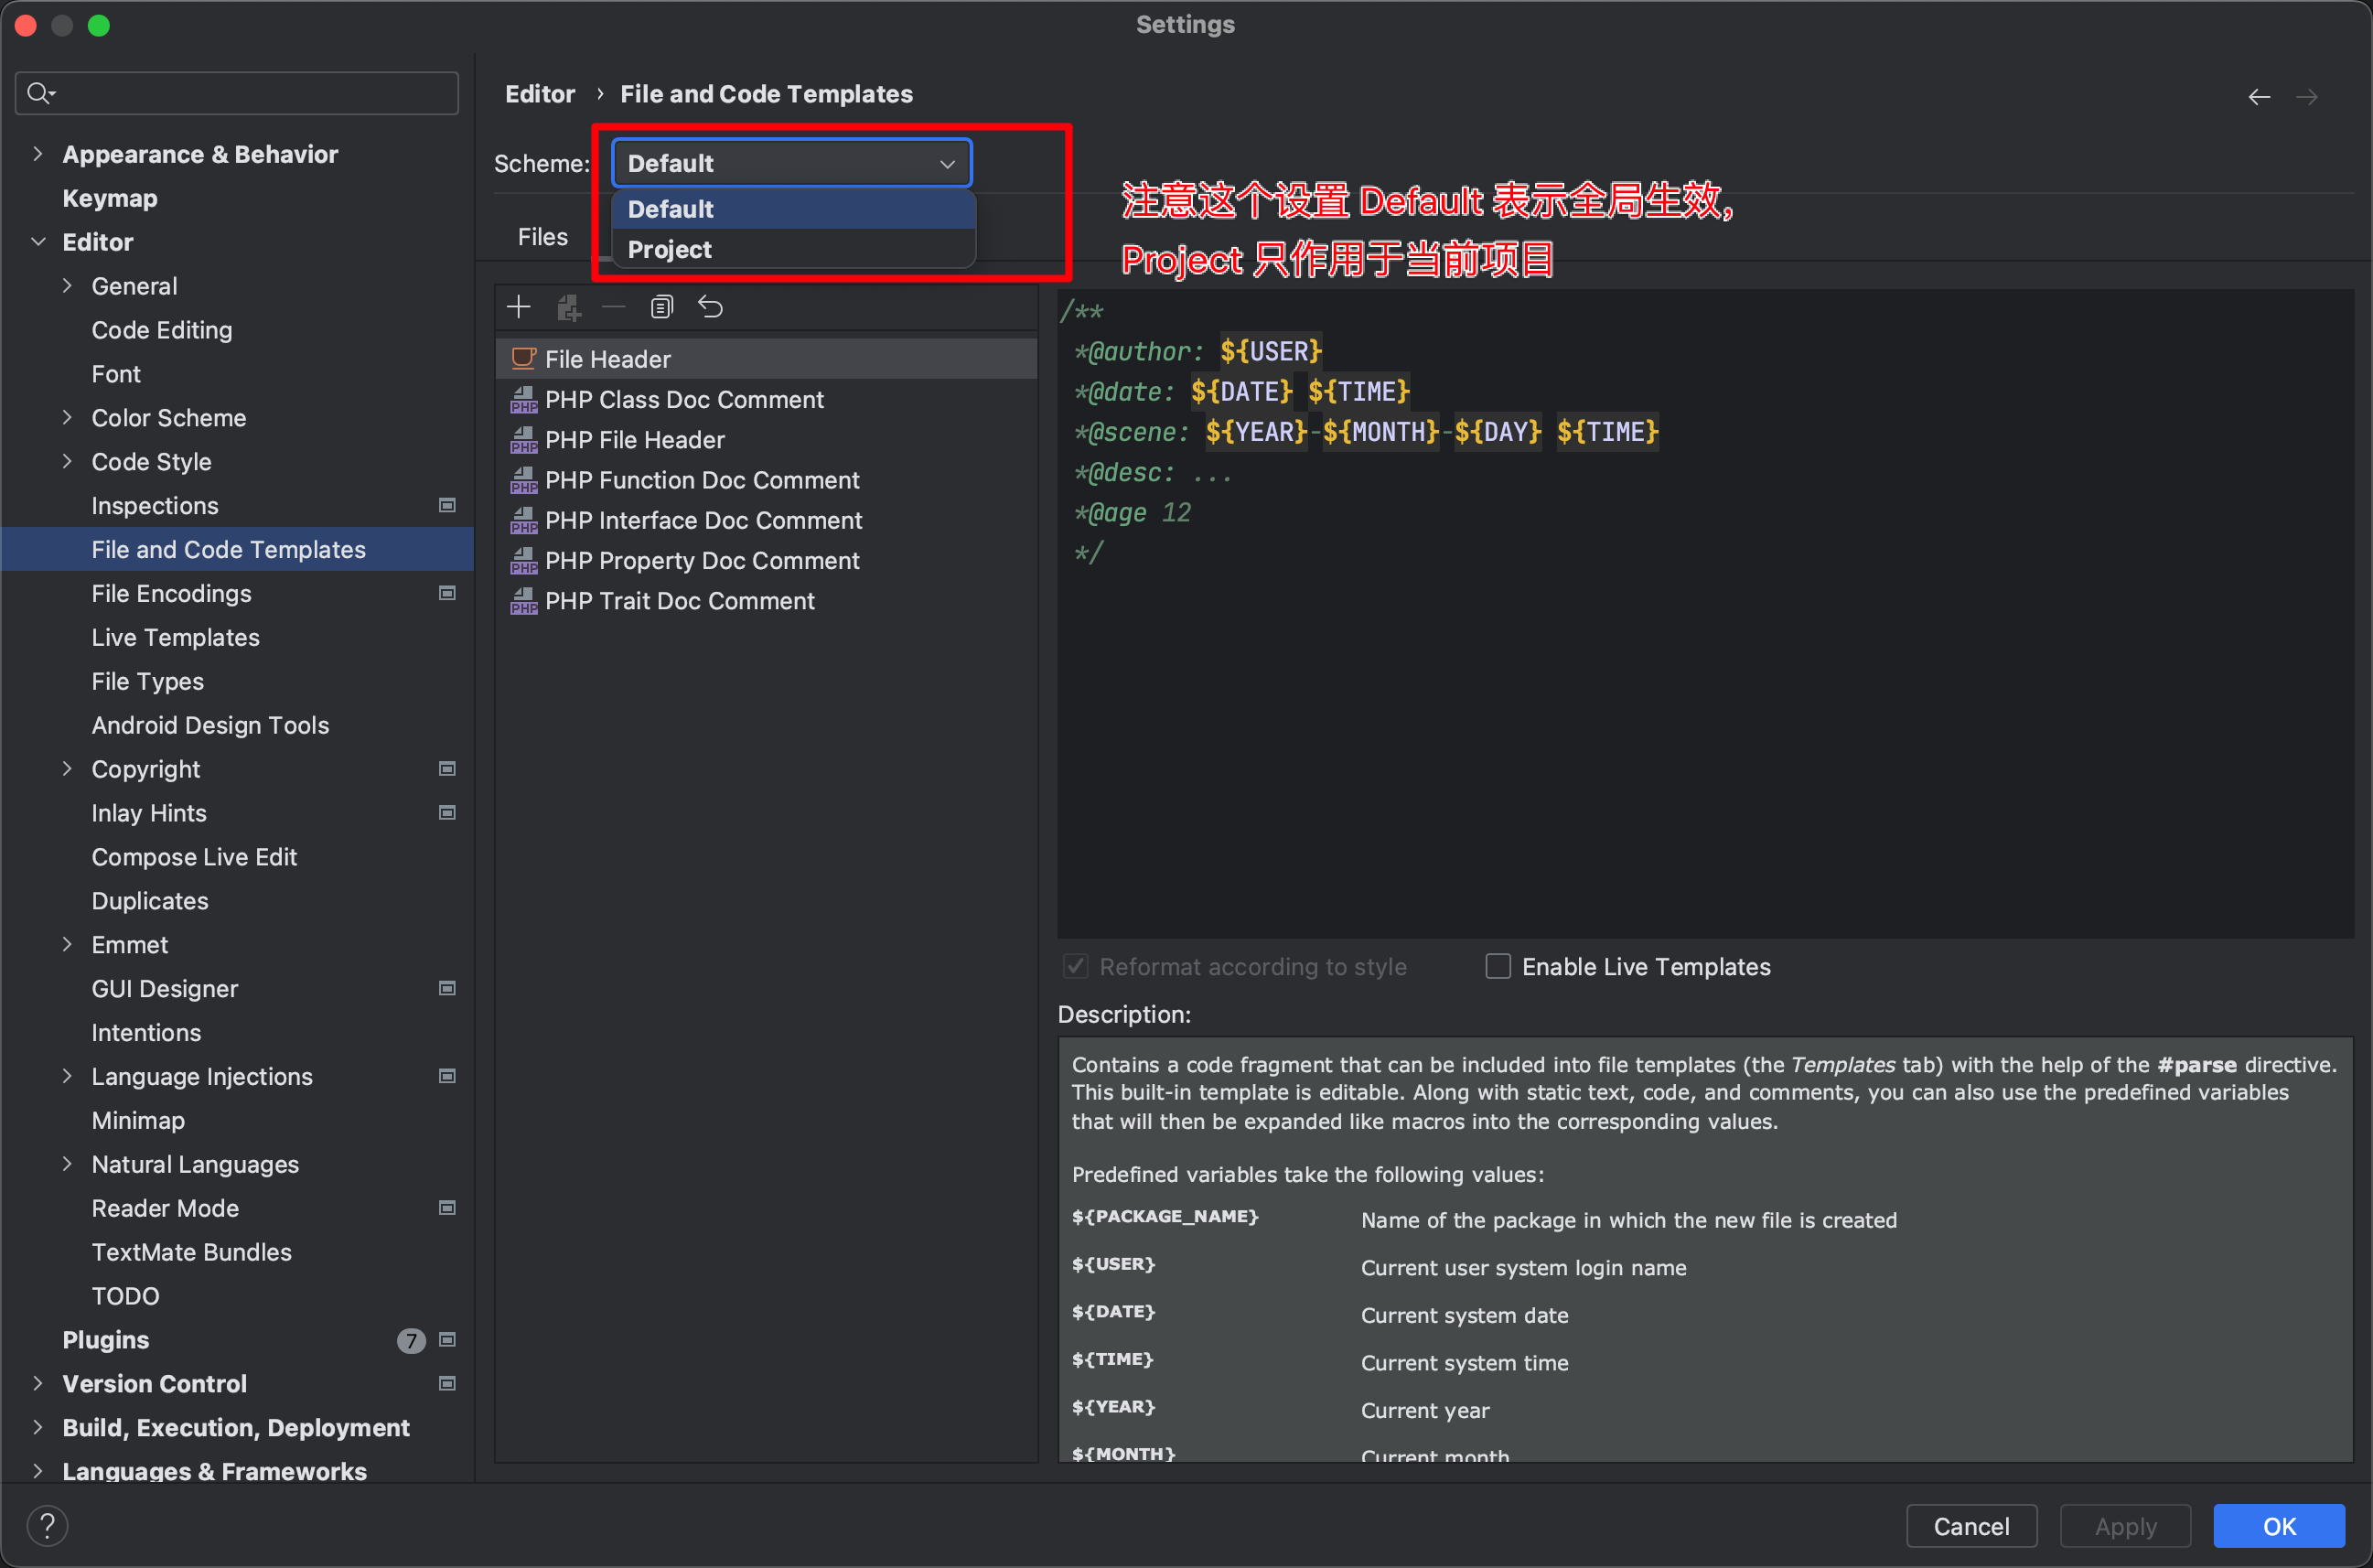 Settings
Appearance & Behavior
Keymap
Editor
General
Code Editing
Font
Color Scheme
Code Style
Inspections
File and Code Templates
File Encodings
Live Templates
File Types
Android Design Tools
Copyright
Inlay Hints
Compose Live Edit
Duplicates
Emmet
GUI Designer
Intentions
Language Injections
Minimap
Natural Languages
Reader Mode
TextMate Bundles
TODO
Plugins 7
Version Control
Build, Execution, Deployment
Languages & Frameworks
Editor › File and Code Templates
Scheme: Default
Default
Project
Files
注意这个设置 Default 表示全局生效，
Project 只作用于当前项目
File Header
PHP Class Doc Comment
PHP File Header
PHP Function Doc Comment
PHP Interface Doc Comment
PHP Property Doc Comment
PHP Trait Doc Comment
/**
*@author: ${USER}
*@date: ${DATE} ${TIME}
*@scene: ${YEAR}-${MONTH}-${DAY} ${TIME}
*@desc: ...
*@age 12
*/
Reformat according to style Enable Live Templates
Description:
Contains a code fragment that can be included into file templates (the Templates tab) with the help of the #parse directive.
This built-in template is editable. Along with static text, code, and comments, you can also use the predefined variables
that will then be expanded like macros into the corresponding values.
Predefined variables take the following values:
${PACKAGE_NAME} Name of the package in which the new file is created
${USER} Current user system login name
${DATE} Current system date
${TIME} Current system time
${YEAR} Current year
${MONTH} Current month
? Cancel Apply OK